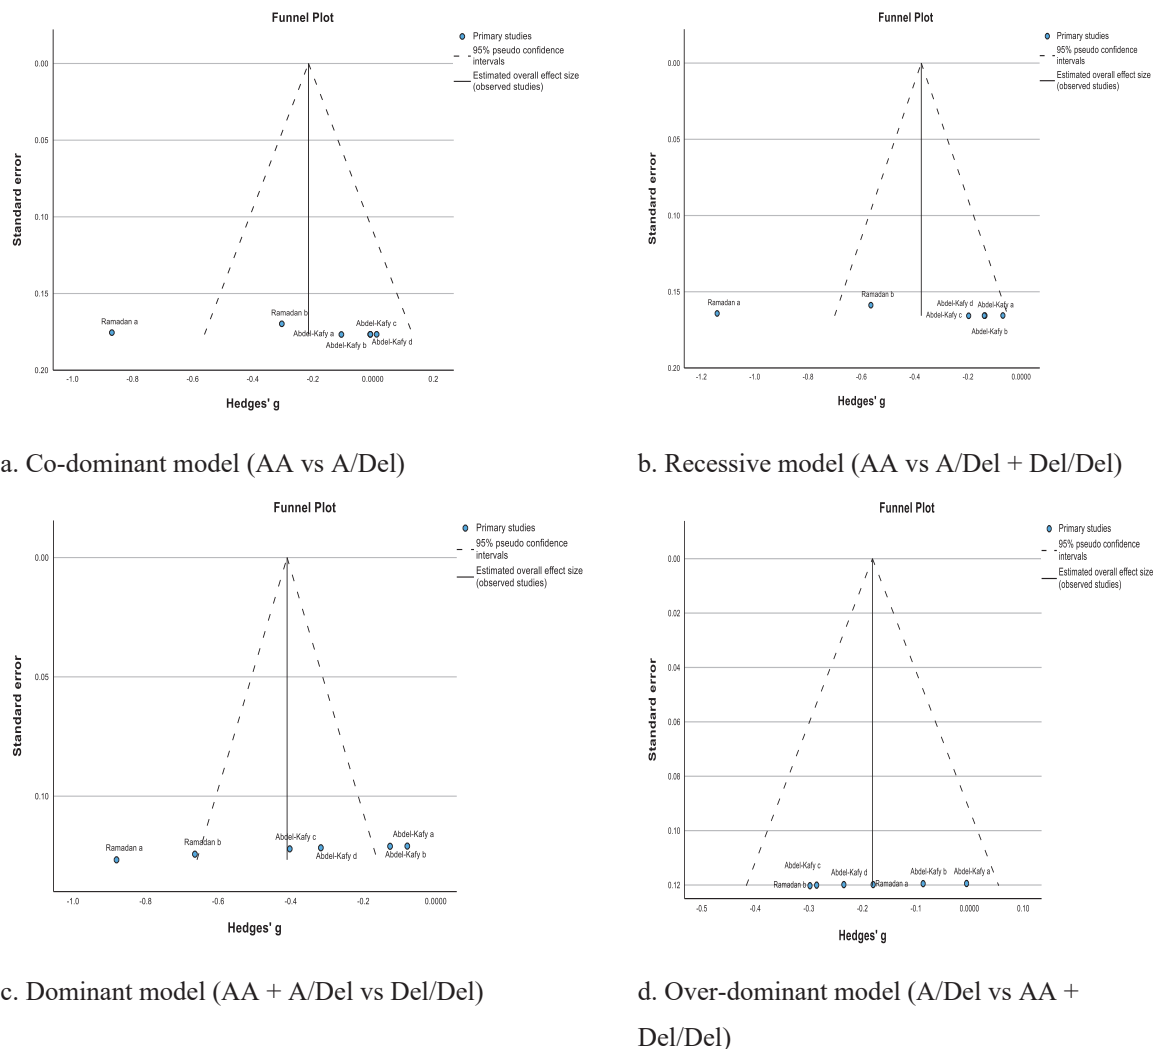 Funnel Plot
Primary studies
95% pseudo confidence
intervals
Estimated overall effect size
(observed studies)
0.00
0.05
0.10
0.15
0.20
Standard error
Ramadan a
Ramadan b
Abdel-Kafy a
Abdel-Kafy b
Abdel-Kafy c
Abdel-Kafy d
-1.0
-0.8
-0.6
-0.4
-0.2
0.0000
0.2
Hedges' g
a. Co-dominant model (AA vs A/Del)
Funnel Plot
Primary studies
95% pseudo confidence
intervals
Estimated overall effect size
(observed studies)
0.00
0.05
0.10
0.15
0.20
Standard error
Ramadan a
Ramadan b
Abdel-Kafy d
Abdel-Kafy a
Abdel-Kafy c
Abdel-Kafy b
-1.2
-1.0
-0.8
-0.6
-0.4
-0.2
0.0000
Hedges' g
b. Recessive model (AA vs A/Del + Del/Del)
Funnel Plot
Primary studies
95% pseudo confidence
intervals
Estimated overall effect size
(observed studies)
0.00
0.05
0.10
Standard error
Ramadan a
Ramadan b
Abdel-Kafy c
Abdel-Kafy d
Abdel-Kafy a
Abdel-Kafy b
-1.0
-0.8
-0.6
-0.4
-0.2
0.0000
Hedges' g
c. Dominant model (AA + A/Del vs Del/Del)
Funnel Plot
Primary studies
95% pseudo confidence
intervals
Estimated overall effect size
(observed studies)
0.00
0.02
0.04
0.06
0.08
0.10
0.12
Standard error
Abdel-Kafy c
Ramadan b
Abdel-Kafy d
Ramadan a
Abdel-Kafy b
Abdel-Kafy a
-0.5
-0.4
-0.3
-0.2
-0.1
0.0000
0.10
Hedges' g
d. Over-dominant model (A/Del vs AA +
Del/Del)